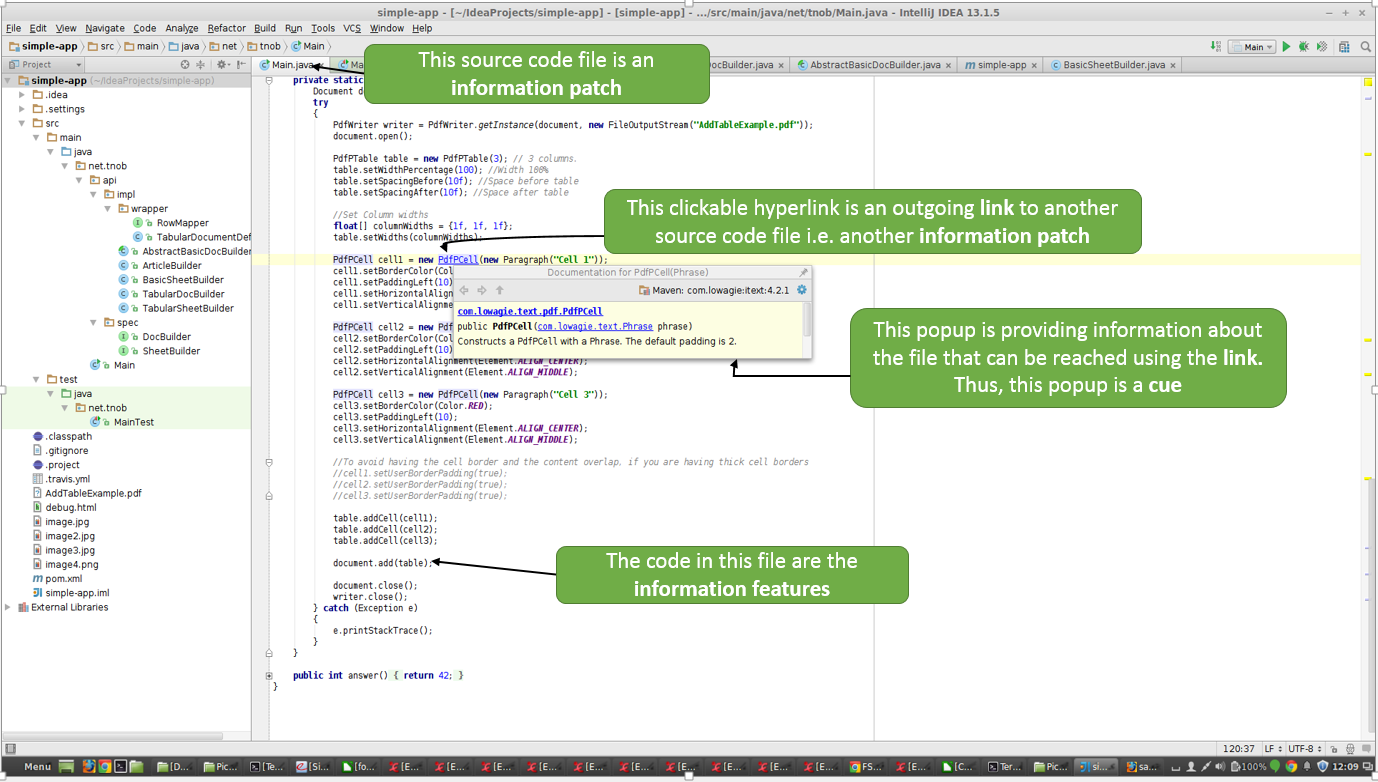 simple-app - [~/IdeaProjects/simple-app] - [simple-app] - .../src/main/java/net/tnob/Main.java - IntelliJ IDEA 13.1.5
File Edit View Navigate Code Analyze Refactor Build Run Tools VCS Window Help
simple-app src main java net tnob Main
Main
Project
Main.java
Ma
DocBuilder.java
AbstractBasicDocBuilder.java
simple-app
BasicSheetBuilder.java
simple-app (~/IdeaProjects/simple-app)
.idea
.settings
src
main
java
net.tnob
api
impl
wrapper
RowMapper
TabularDocumentDef
AbstractBasicDocBuilder
ArticleBuilder
BasicSheetBuilder
TabularDocBuilder
TabularSheetBuilder
spec
DocBuilder
SheetBuilder
Main
test
java
net.tnob
MainTest
.classpath
.gitignore
.project
.travis.yml
AddTableExample.pdf
debug.html
image.jpg
image2.jpg
image3.jpg
image4.png
pom.xml
simple-app.iml
External Libraries
This source code file is an
information patch
private static
Document d
try
{
PdfWriter writer = PdfWriter.getInstance(document, new FileOutputStream("AddTableExample.pdf"));
document.open();
PdfPTable table = new PdfPTable(3); // 3 columns.
table.setWidthPercentage(100); //Width 100%
table.setSpacingBefore(10f); //Space before table
table.setSpacingAfter(10f); //Space after table
//Set Column widths
float[] columnWidths = {1f, 1f, 1f};
table.setWidths(columnWidths);
This clickable hyperlink is an outgoing link to another
source code file i.e. another information patch
PdfPCell cell1 = new PdfPCell(new Paragraph("Cell 1"));
cell1.setBorderColor(Col
cell1.setPaddingLeft(10)
cell1.setHorizontalAlign
cell1.setVerticalAlignme
Documentation for PdfPCell(Phrase)
Maven: com.lowagie:itext:4.2.1
com.lowagie.text.pdf.PdfPCell
public PdfPCell(com.lowagie.text.Phrase phrase)
Constructs a PdfPCell with a Phrase. The default padding is 2.
This popup is providing information about
the file that can be reached using the link.
Thus, this popup is a cue
PdfPCell cell2 = new Pd
cell2.setBorderColor(Col
cell2.setPaddingLeft(10)
cell2.setHorizontalAlignment(Element.ALIGN_CENTER);
cell2.setVerticalAlignment(Element.ALIGN_MIDDLE);
PdfPCell cell3 = new PdfPCell(new Paragraph("Cell 3"));
cell3.setBorderColor(Color.RED);
cell3.setPaddingLeft(10);
cell3.setHorizontalAlignment(Element.ALIGN_CENTER);
cell3.setVerticalAlignment(Element.ALIGN_MIDDLE);
//To avoid having the cell border and the content overlap, if you are having thick cell borders
//cell1.setUserBorderPadding(true);
//cell2.setUserBorderPadding(true);
//cell3.setUserBorderPadding(true);
table.addCell(cell1);
table.addCell(cell2);
table.addCell(cell3);
document.add(table);
The code in this file are the
information features
document.close();
writer.close();
} catch (Exception e)
{
e.printStackTrace();
}
}
public int answer() { return 42; }
}
120:37 LF UTF-8
Menu [D... Pic... [Te... [Si... [fo... [E... [E... [E... [E... [E... [E... [E... [E... [E... [E... FS... [E... [C... Ter... Pic... si... sa... 100% 12:09